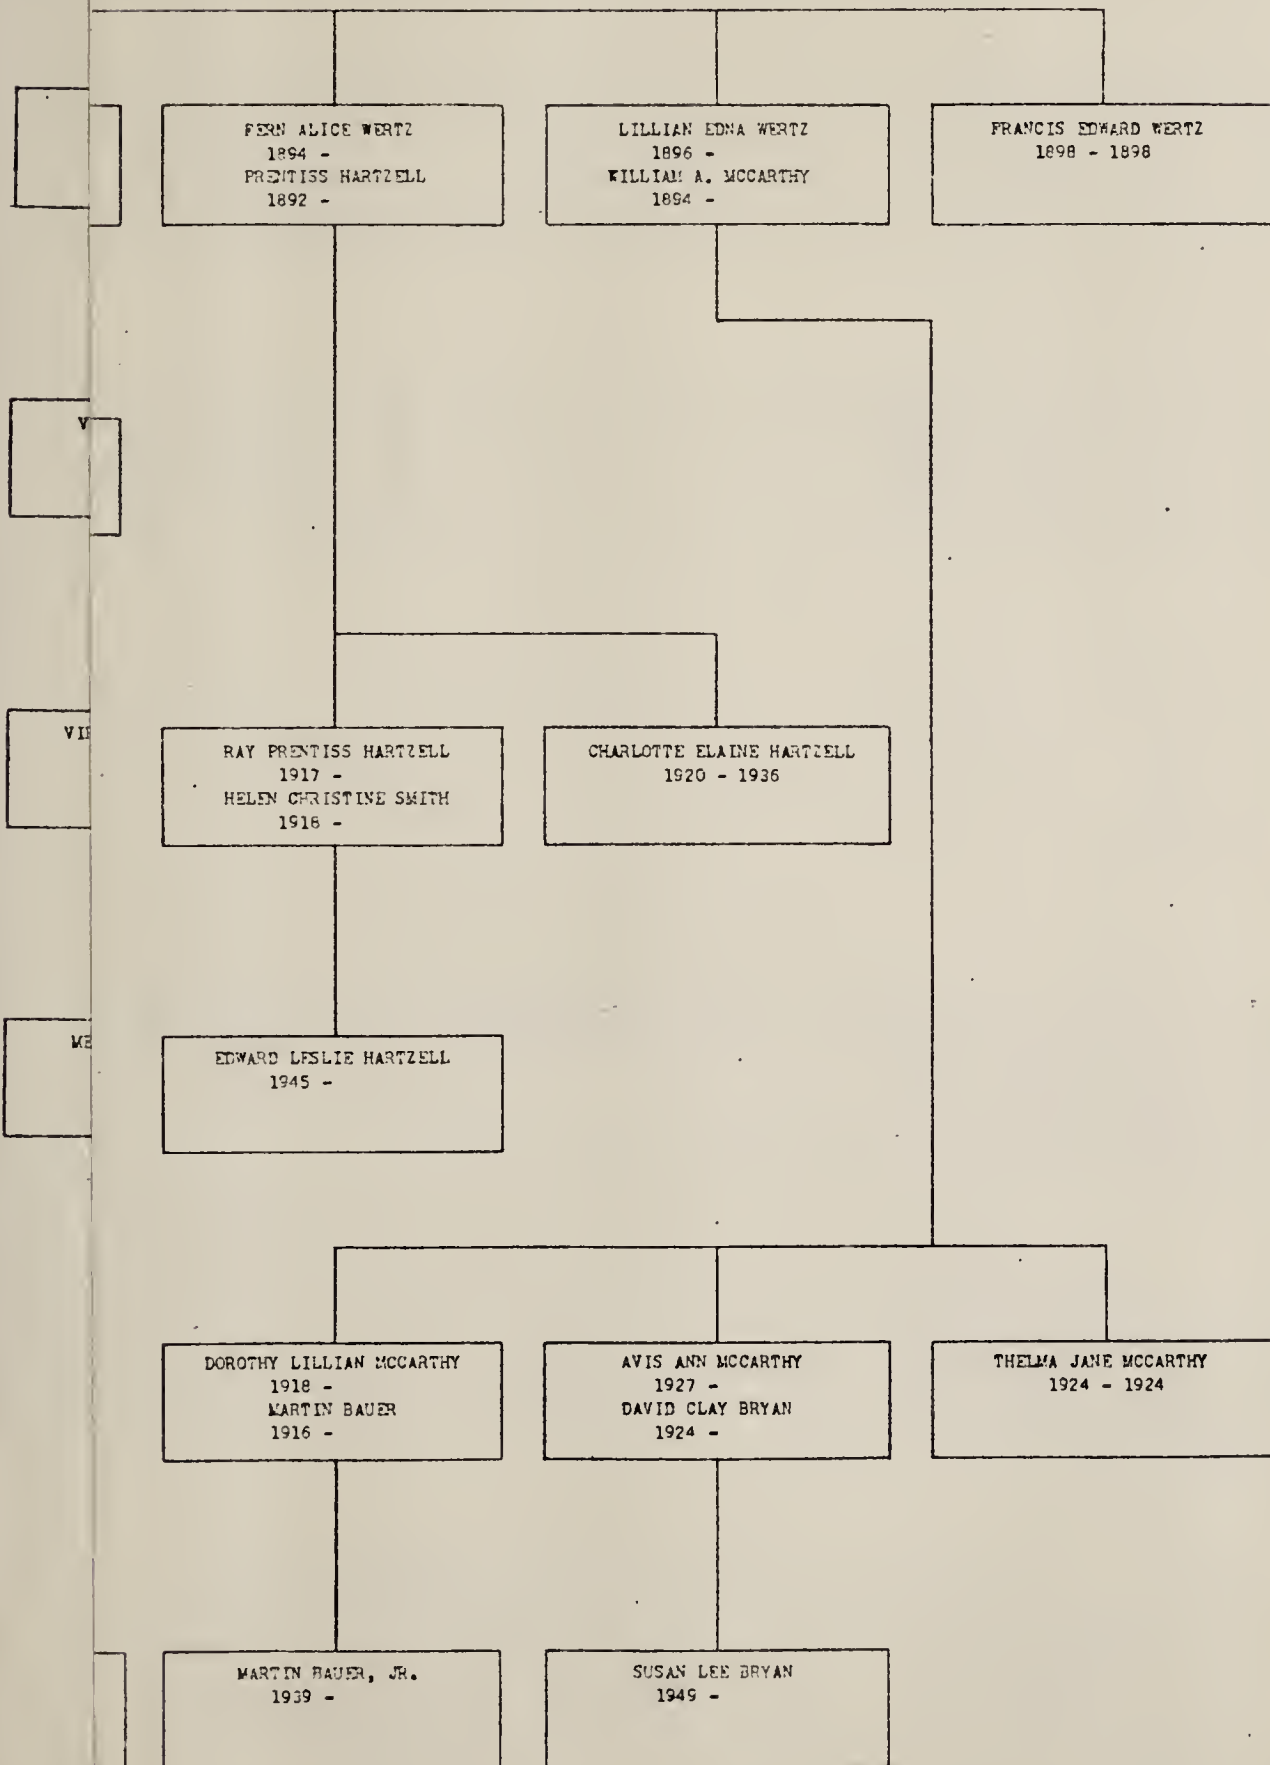 FERN ALICE WERTZ
1894 -
PRENTISS HARTZELL
1892 -
LILLIAN EDNA WERTZ
1896 -
WILLIAM A. MCCARTHY
1894 -
FRANCIS EDWARD WERTZ
1898 - 1898
V
VII
RAY PRENTISS HARTZELL
1917 -
HELEN CHRISTINE SMITH
1918 -
CHARLOTTE ELAINE HARTZELL
1920 - 1936
ME
EDWARD LESLIE HARTZELL
1945 -
DOROTHY LILLIAN MCCARTHY
1918 -
MARTIN BAUER
1916 -
AVIS ANN MCCARTHY
1927 -
DAVID CLAY BRYAN
1924 -
THELMA JANE MCCARTHY
1924 - 1924
MARTIN BAUER, JR.
1939 -
SUSAN LEE BRYAN
1949 -